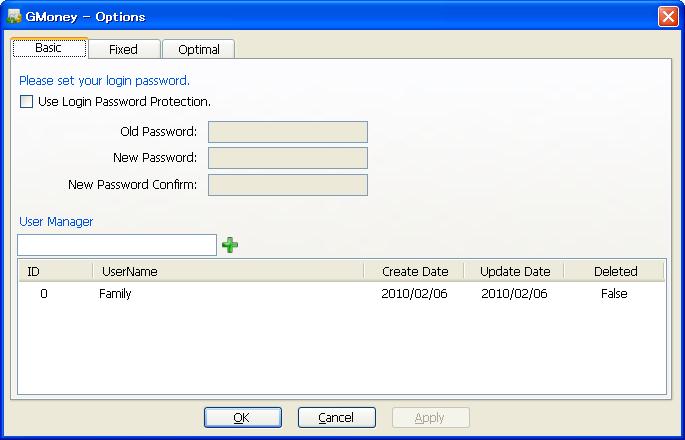 GMoney - Options
Basic Fixed Optimal
Please set your login password.
Use Login Password Protection.
Old Password:
New Password:
New Password Confirm:
User Manager
ID UserName Create Date Update Date Deleted
0 Family 2010/02/06 2010/02/06 False
OK Cancel Apply